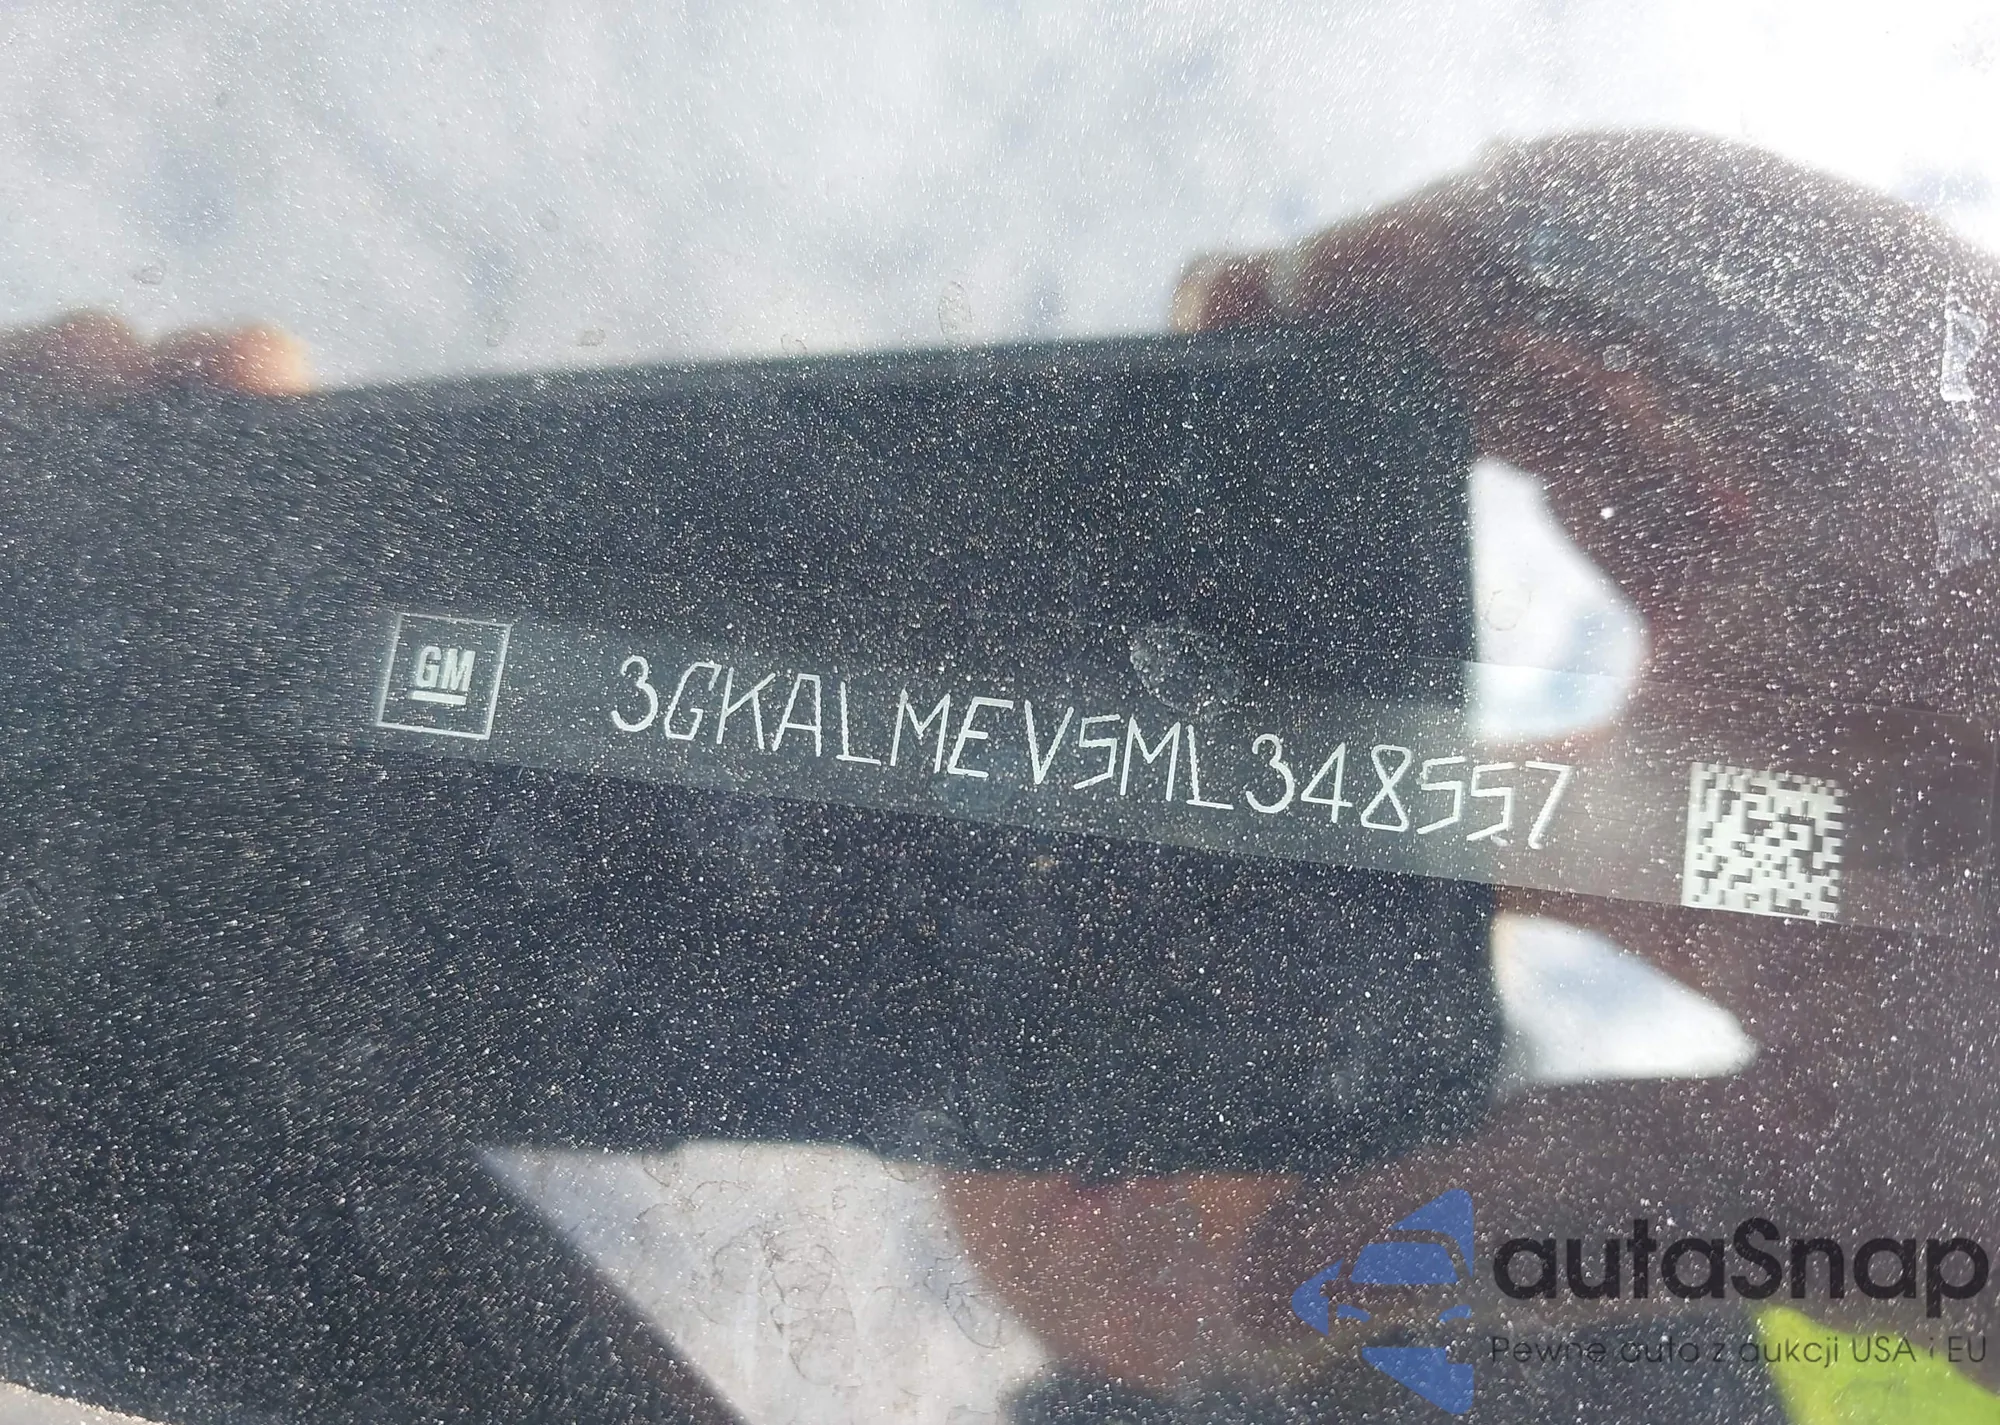 GM
3GKALMEV5ML348557
autaSnap
Pewne auto z aukcji USA i EU